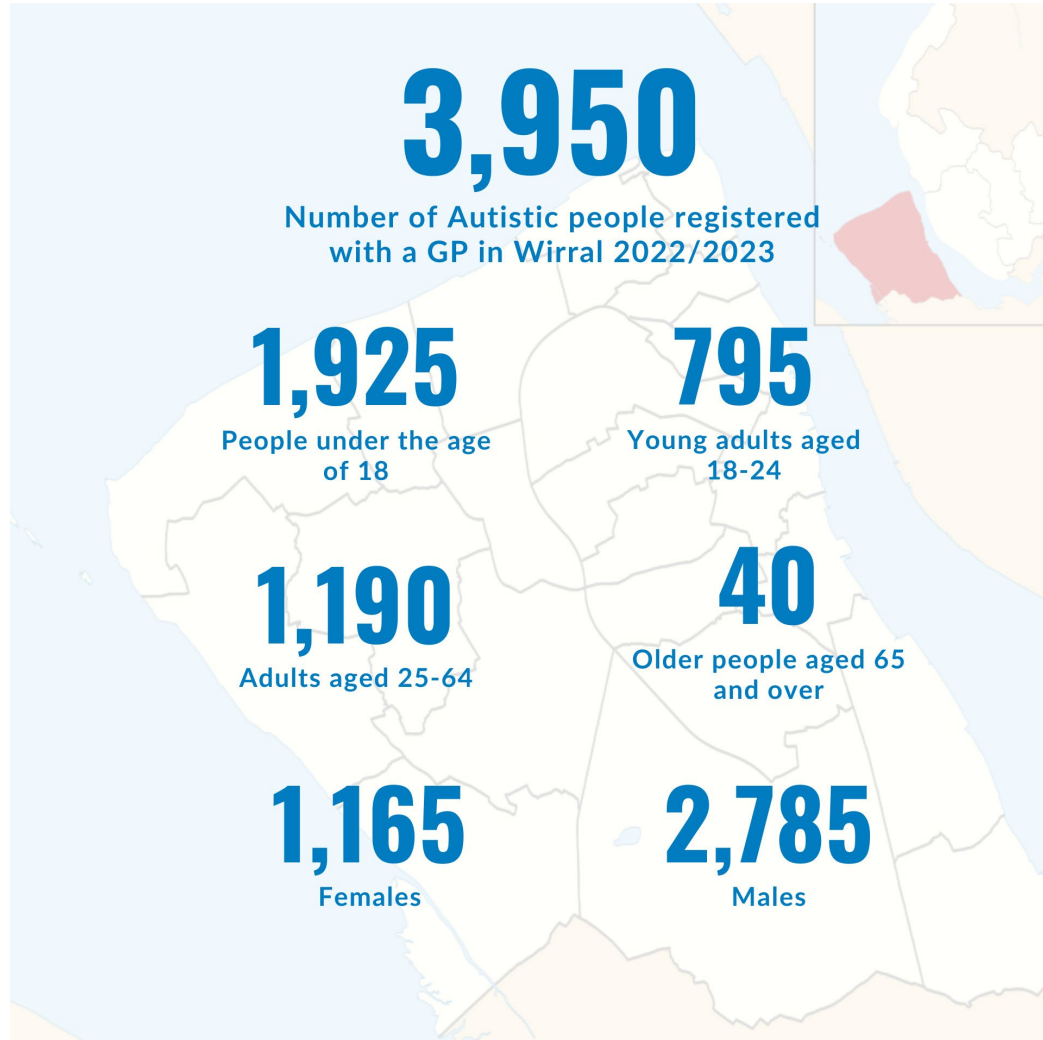 3,950
Number of Autistic people registered
with a GP in Wirral 2022/2023
1,925
People under the age
of 18
795
Young adults aged
18-24
1,190
Adults aged 25-64
40
Older people aged 65
and over
1,165
Females
2,785
Males